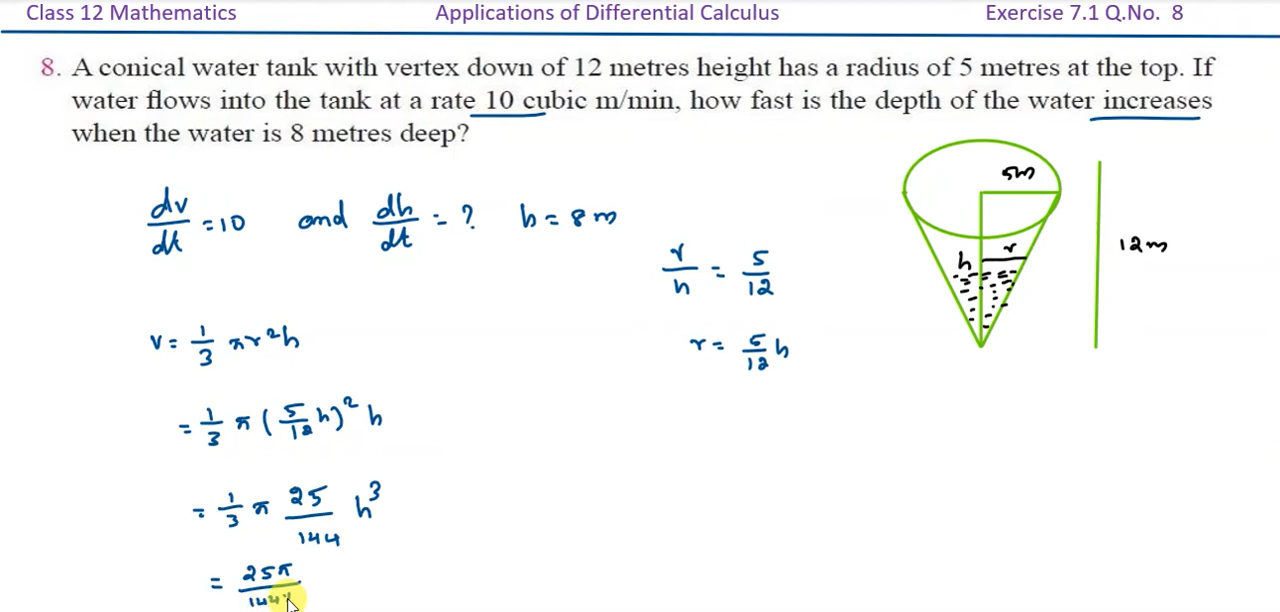 Class 12 Mathematics Applications of Differential Calculus Exercise 7.1 Q.No. 8
8. A conical water tank with vertex down of 12 metres height has a radius of 5 metres at the top. If
water flows into the tank at a rate 10 cubic m/min, how fast is the depth of the water increases
when the water is 8 metres deep?
dv/dt = 10 and dh/dt = ? h = 8 m
r/h = 5/12
r = 5/12 h
5m
h r
12m
v = 1/3 πr²h
= 1/3 π (5/12 h)² h
= 1/3 π 25/144 h³
= 25π/144